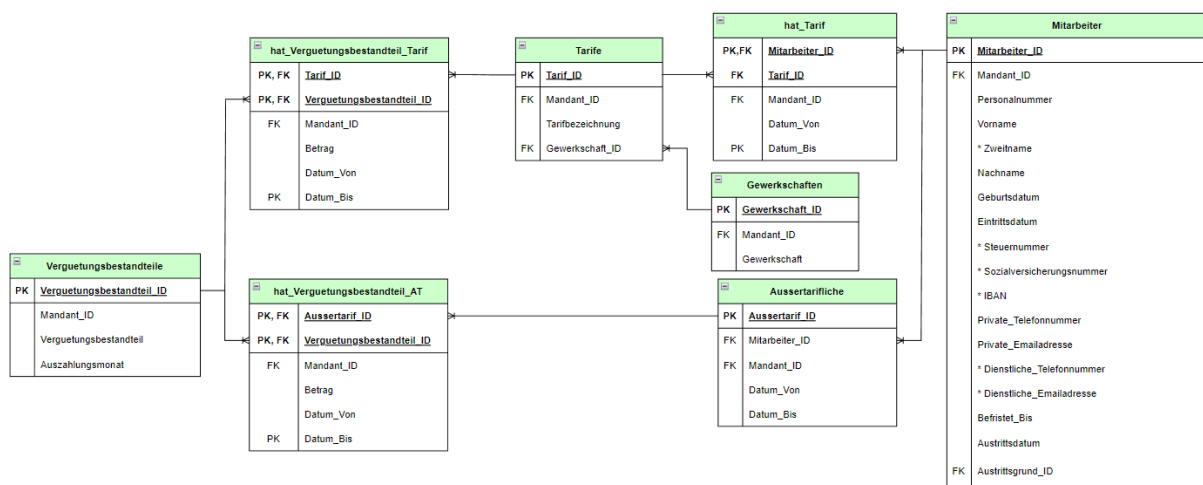 hat_Verguetungsbestandteil_Tarif
PK, FK Tarif_ID
PK, FK Verguetungsbestandteil_ID
FK Mandant_ID
Betrag
Datum_Von
PK Datum_Bis
Tarife
PK Tarif_ID
FK Mandant_ID
Tarifbezeichnung
FK Gewerkschaft_ID
hat_Tarif
PK,FK Mitarbeiter_ID
FK Tarif_ID
FK Mandant_ID
Datum_Von
PK Datum_Bis
Mitarbeiter
PK Mitarbeiter_ID
FK Mandant_ID
Personalnummer
Vorname
* Zweitname
Nachname
Geburtsdatum
Eintrittsdatum
* Steuernummer
* Sozialversicherungsnummer
* IBAN
Private_Telefonnummer
Private_Emailadresse
* Dienstliche_Telefonnummer
* Dienstliche_Emailadresse
Befristet_Bis
Austrittsdatum
FK Austrittsgrund_ID
Gewerkschaften
PK Gewerkschaft_ID
FK Mandant_ID
Gewerkschaft
Verguetungsbestandteile
PK Verguetungsbestandteil_ID
Mandant_ID
Verguetungsbestandteil
Auszahlungsmonat
hat_Verguetungsbestandteil_AT
PK, FK Aussertarif_ID
PK, FK Verguetungsbestandteil_ID
FK Mandant_ID
Betrag
Datum_Von
PK Datum_Bis
Aussertarifliche
PK Aussertarif_ID
FK Mitarbeiter_ID
FK Mandant_ID
Datum_Von
Datum_Bis